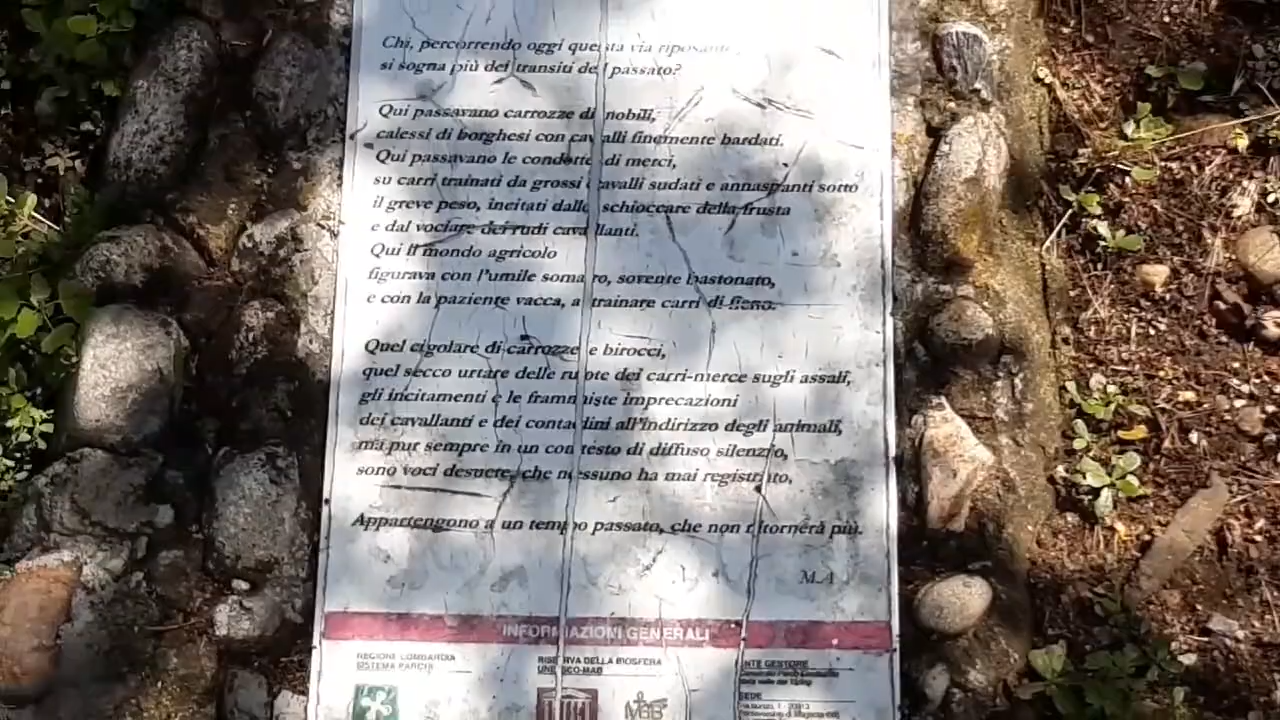 Chi, percorrendo oggi questa via riposante
si sogna più dei transiti del passato?
Qui passavano carrozze di nobili,
calessi di borghesi con cavalli finemente bardati.
Qui passavano le condotte di merci,
su carri trainati da grossi cavalli sudati e annaspanti sotto
il greve peso, incitati dallo schioccare della frusta
e dal vociare dei rudi cavallanti.
Qui il mondo agricolo
figurava con l'umile somaro, sovente bastonato,
e con la paziente vacca, a trainare carri di fieno.
Quel cigolare di carrozze e birocci,
quel secco urtare delle ruote dei carri-merce sugli assali,
gli incitamenti e le frammiste imprecazioni
dei cavallanti e dei contadini all'indirizzo degli animali,
ma pur sempre in un contesto di diffuso silenzio,
sono voci desuete, che nessuno ha mai registrato.
Appartengono a un tempo passato, che non ritornerà più.
M.A
INFORMAZIONI GENERALI
REGIONE LOMBARDIA
SISTEMA PARCHI
RISERVA DELLA BIOSFERA
UNESCO-MAB
ENTE GESTORE
SEDE